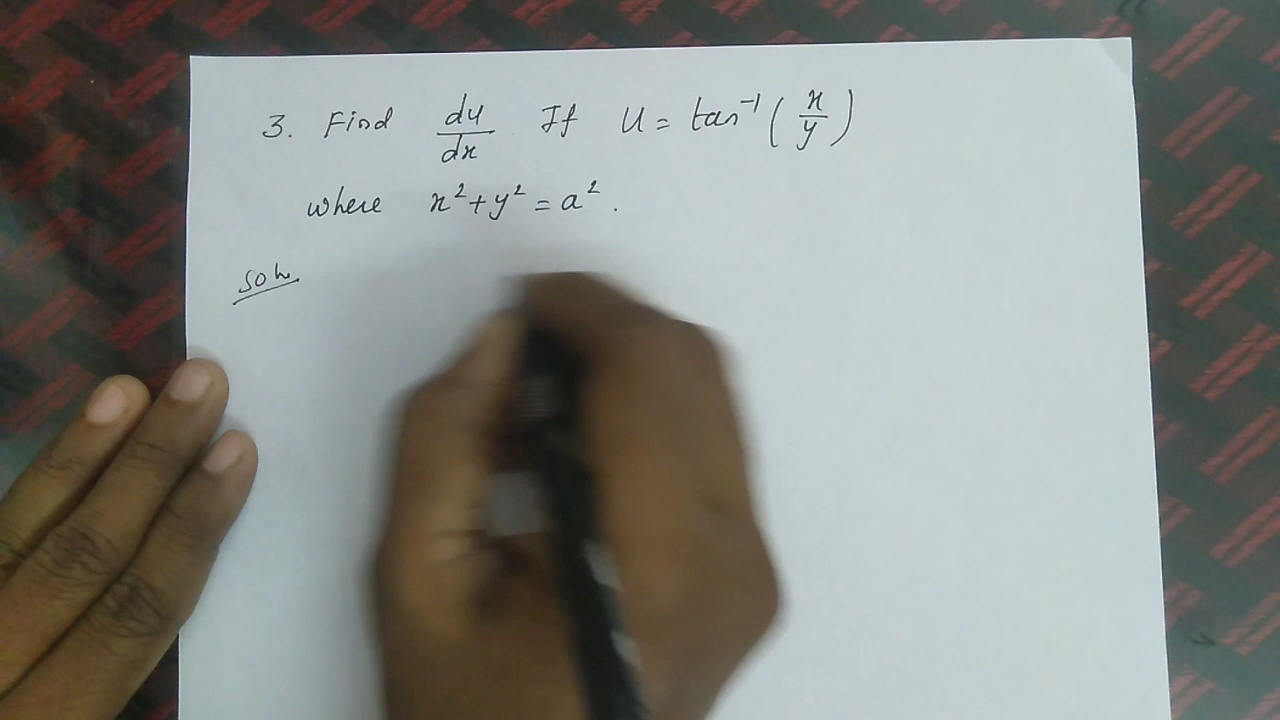 3. Find du/dx If u = tan⁻¹(x/y)
where x² + y² = a².
Soln